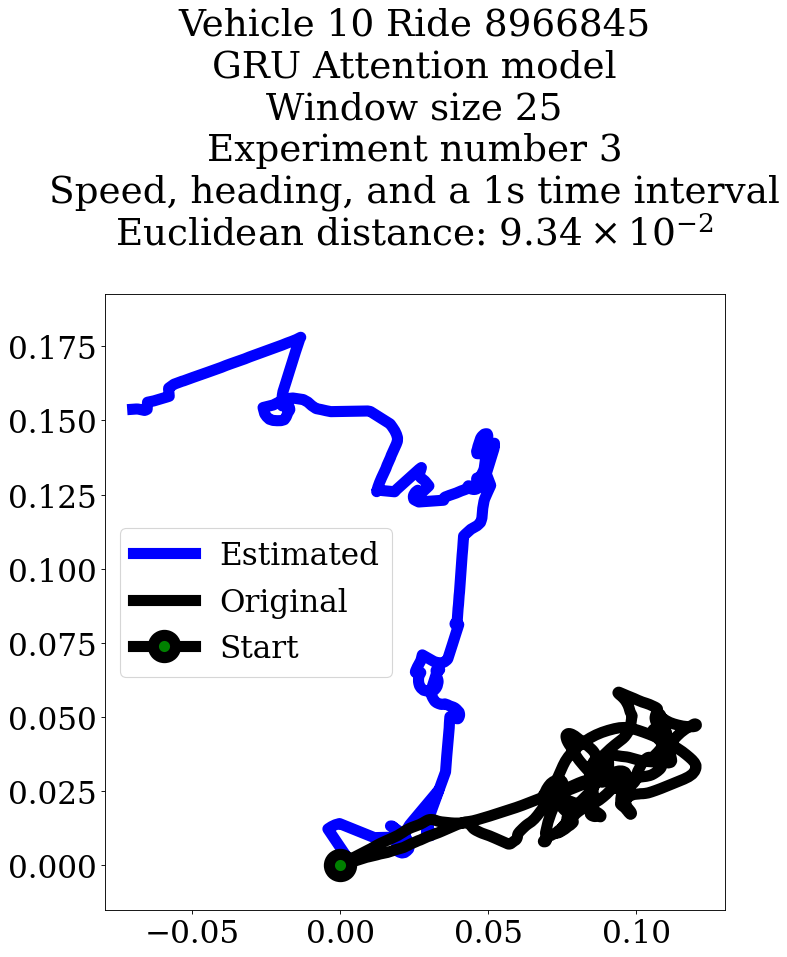 Vehicle 10 Ride 8966845
GRU Attention model
Window size 25
Experiment number 3
Speed, heading, and a 1s time interval
Euclidean distance: 9.34 × 10⁻²
0.175
0.150
0.125
0.100
0.075
0.050
0.025
0.000
Estimated
Original
Start
−0.05
0.00
0.05
0.10